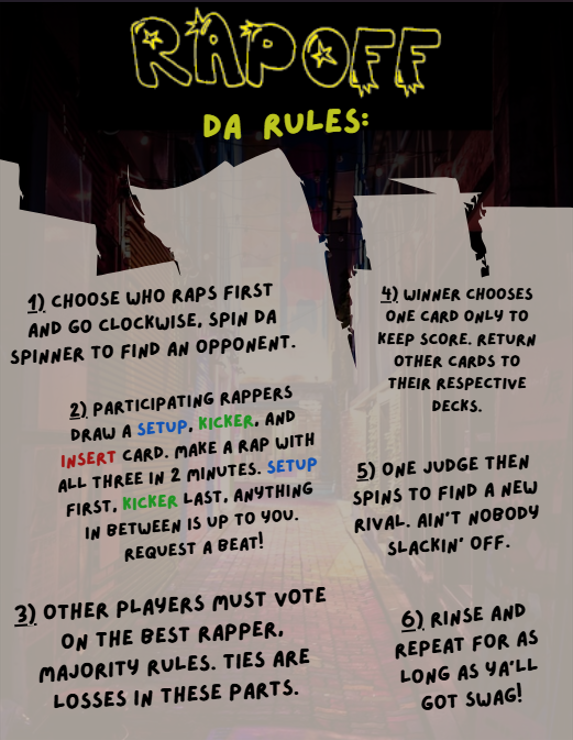 RAPOFF
DA RULES:
1) CHOOSE WHO RAPS FIRST
AND GO CLOCKWISE, SPIN DA
SPINNER TO FIND AN OPPONENT.
2) PARTICIPATING RAPPERS
DRAW A SETUP, KICKER, AND
INSERT CARD. MAKE A RAP WITH
ALL THREE IN 2 MINUTES. SETUP
FIRST, KICKER LAST, ANYTHING
IN BETWEEN IS UP TO YOU.
REQUEST A BEAT!
3) OTHER PLAYERS MUST VOTE
ON THE BEST RAPPER,
MAJORITY RULES. TIES ARE
LOSSES IN THESE PARTS.
4) WINNER CHOOSES
ONE CARD ONLY TO
KEEP SCORE. RETURN
OTHER CARDS TO
THEIR RESPECTIVE
DECKS.
5) ONE JUDGE THEN
SPINS TO FIND A NEW
RIVAL. AIN'T NOBODY
SLACKIN' OFF.
6) RINSE AND
REPEAT FOR AS
LONG AS YA'LL
GOT SWAG!